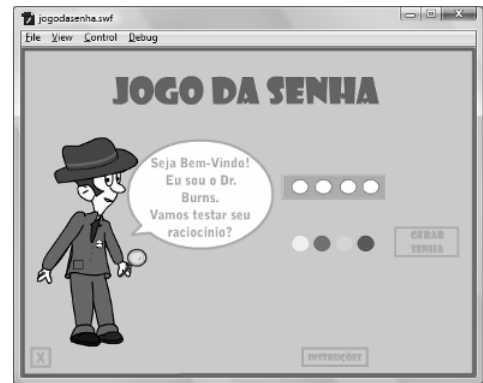 jogodasenha.swf
File View Control Debug
JOGO DA SENHA
Seja Bem-Vindo!
Eu sou o Dr.
Burns.
Vamos testar seu
raciocínio?
GERAR
SENHA
X
INSTRUÇÕES